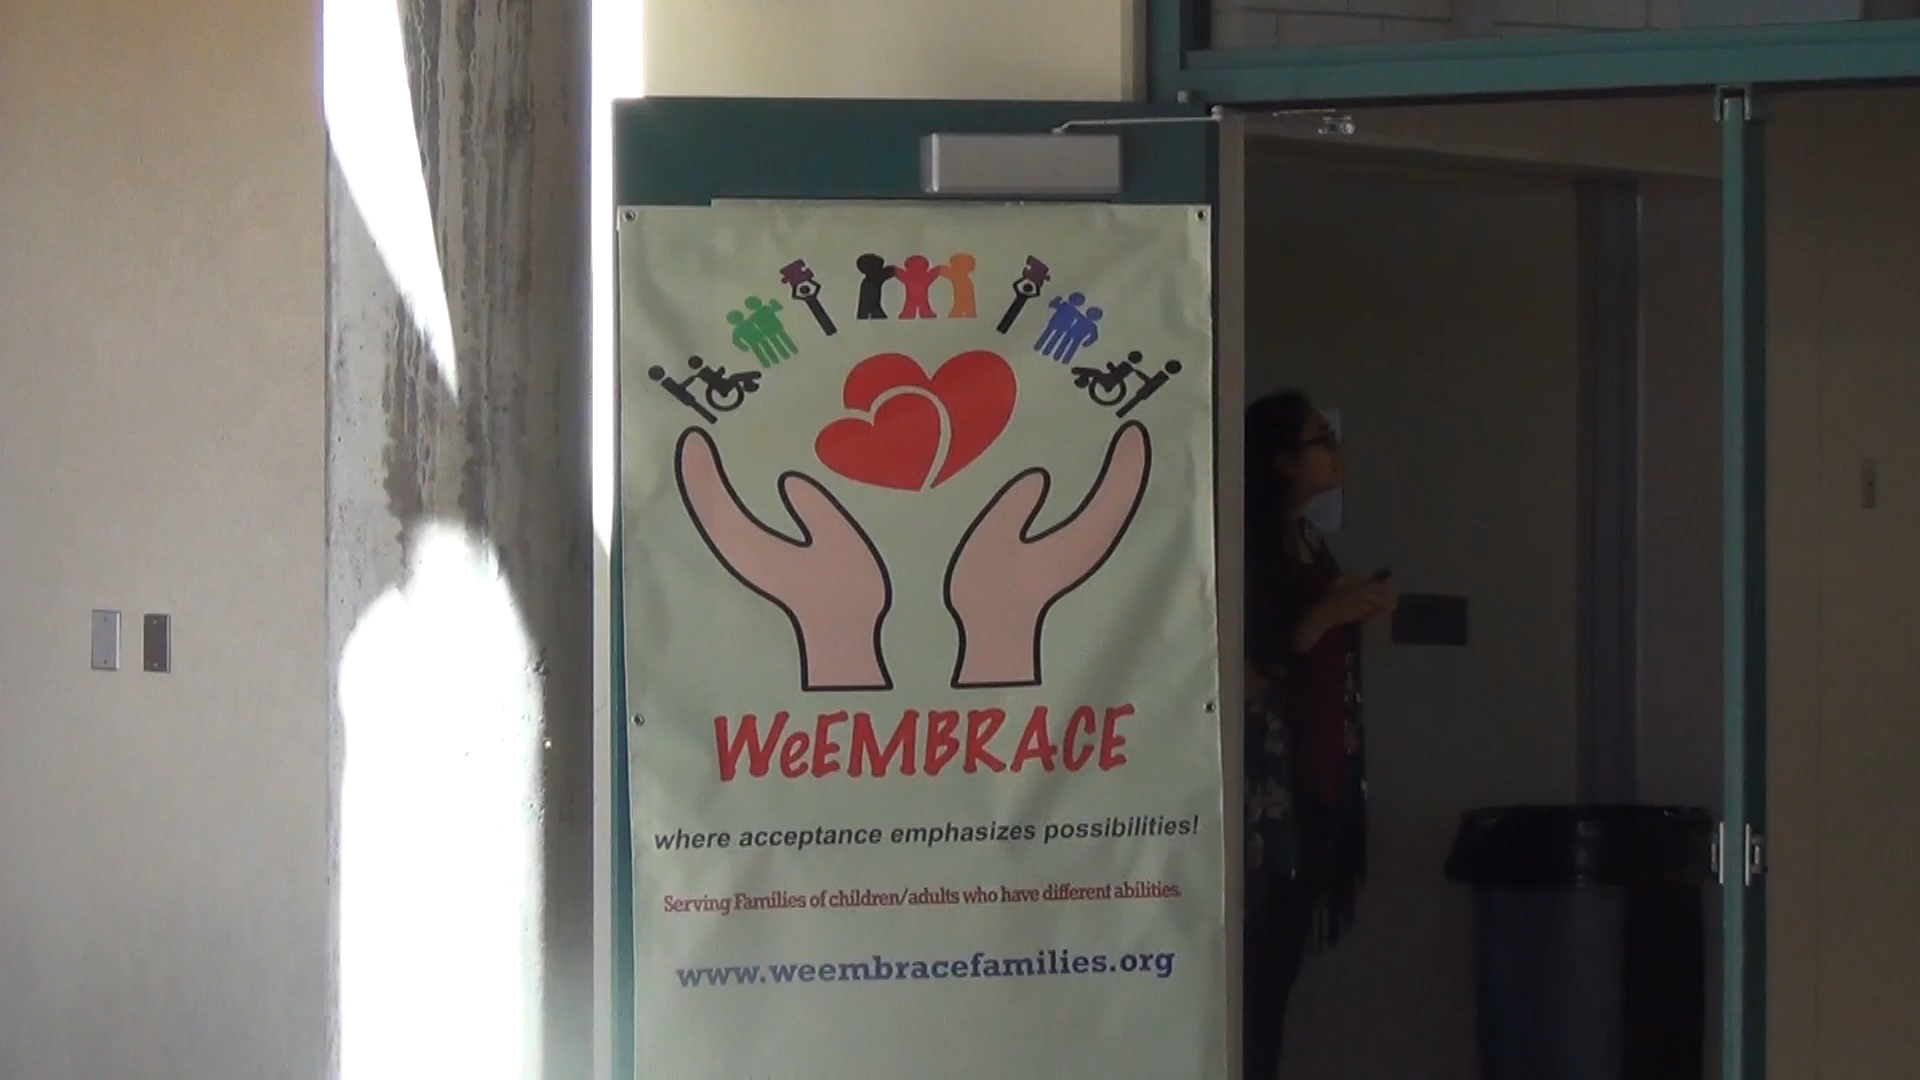 WeEMBRACE
where acceptance emphasizes possibilities!
Serving Families of children/adults who have different abilities.
www.weembracefamilies.org